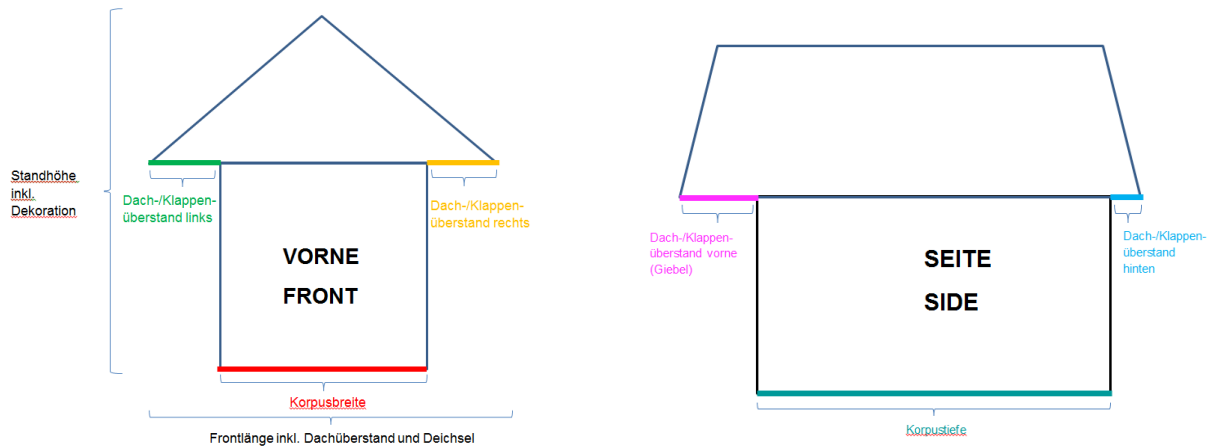 Standhöhe
inkl.
Dekoration
Dach-/Klappen-
überstand links
Dach-/Klappen-
überstand rechts
VORNE
FRONT
Korpusbreite
Frontlänge inkl. Dachüberstand und Deichsel
Dach-/Klappen-
überstand vorne
(Giebel)
Dach-/Klappen-
überstand
hinten
SEITE
SIDE
Korpustiefe